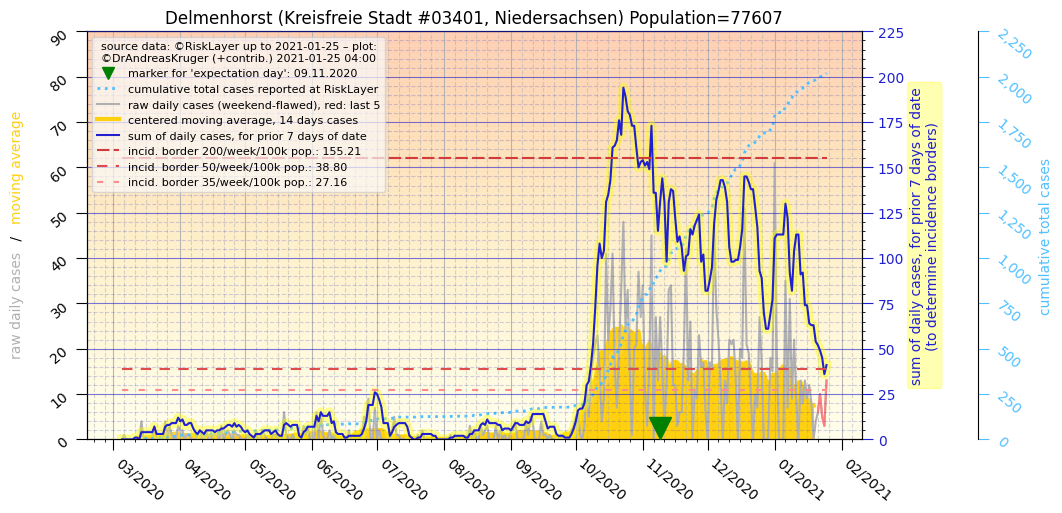 Delmenhorst (Kreisfreie Stadt #03401, Niedersachsen) Population=77607
source data: ©RiskLayer up to 2021-01-25 – plot:
©DrAndreasKruger (+contrib.) 2021-01-25 04:00
marker for 'expectation day': 09.11.2020
cumulative total cases reported at RiskLayer
raw daily cases (weekend-flawed), red: last 5
centered moving average, 14 days cases
sum of daily cases, for prior 7 days of date
incid. border 200/week/100k pop.: 155.21
incid. border 50/week/100k pop.: 38.80
incid. border 35/week/100k pop.: 27.16
raw daily cases / moving average
90
80
70
60
50
40
30
20
10
0
03/2020
04/2020
05/2020
06/2020
07/2020
08/2020
09/2020
10/2020
11/2020
12/2020
01/2021
02/2021
225
200
175
150
125
100
75
50
25
0
sum of daily cases, for prior 7 days of date
(to determine incidence borders)
2,250
2,000
1,750
1,500
1,250
1,000
750
500
250
0
cumulative total cases